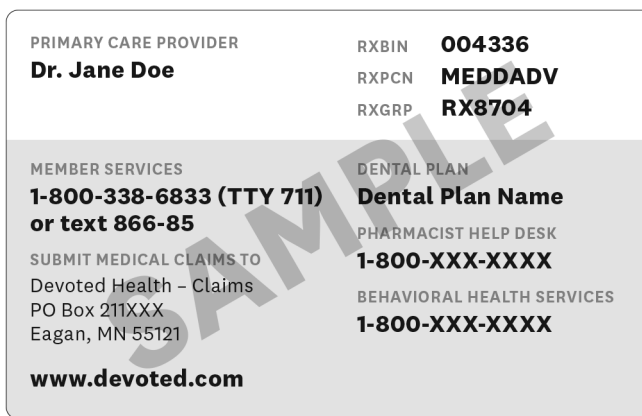 PRIMARY CARE PROVIDER
Dr. Jane Doe
RXBIN 004336
RXPCN MEDDADV
RXGRP RX8704
MEMBER SERVICES
1-800-338-6833 (TTY 711)
or text 866-85
SUBMIT MEDICAL CLAIMS TO
Devoted Health – Claims
PO Box 211XXX
Eagan, MN 55121
www.devoted.com
DENTAL PLAN
Dental Plan Name
PHARMACIST HELP DESK
1-800-XXX-XXXX
BEHAVIORAL HEALTH SERVICES
1-800-XXX-XXXX
SAMPLE